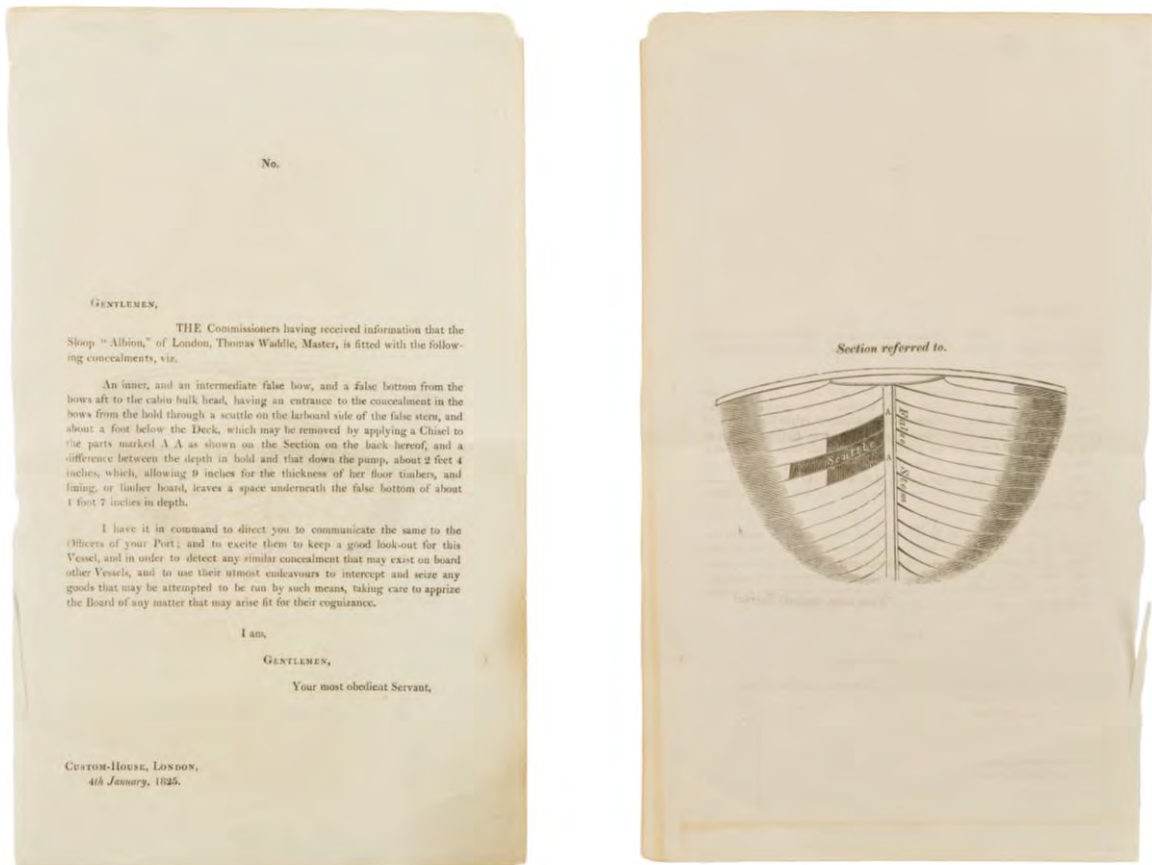 No.
GENTLEMEN,
THE Commissioners having received information that the
Sloop “ Albion,” of London, Thomas Waddle, Master, is fitted with the follow-
ing concealments, viz.
An inner, and an intermediate false bow, and a false bottom from the
bows aft to the cabin bulk head, having an entrance to the concealment in the
bows from the hold through a scuttle on the larboard side of the false stem, and
about a foot below the Deck, which may be removed by applying a Chisel to
the parts marked A A as shown on the Section on the back hereof, and a
difference between the depth in hold and that down the pump, about 2 feet 4
inches, which, allowing 9 inches for the thickness of her floor timbers, and
lining, or limber board, leaves a space underneath the false bottom of about
1 foot 7 inches in depth.
I have it in command to direct you to communicate the same to the
Officers of your Port; and to excite them to keep a good look-out for this
Vessel, and in order to detect any similar concealment that may exist on board
other Vessels, and to use their utmost endeavours to intercept and seize any
goods that may be attempted to be run by such means, taking care to apprize
the Board of any matter that may arise fit for their cognizance.
I am,
GENTLEMEN,
Your most obedient Servant,
CUSTOM-HOUSE, LONDON,
4th January, 1825.
Section referred to.
A
Scuttle
A
False Stem